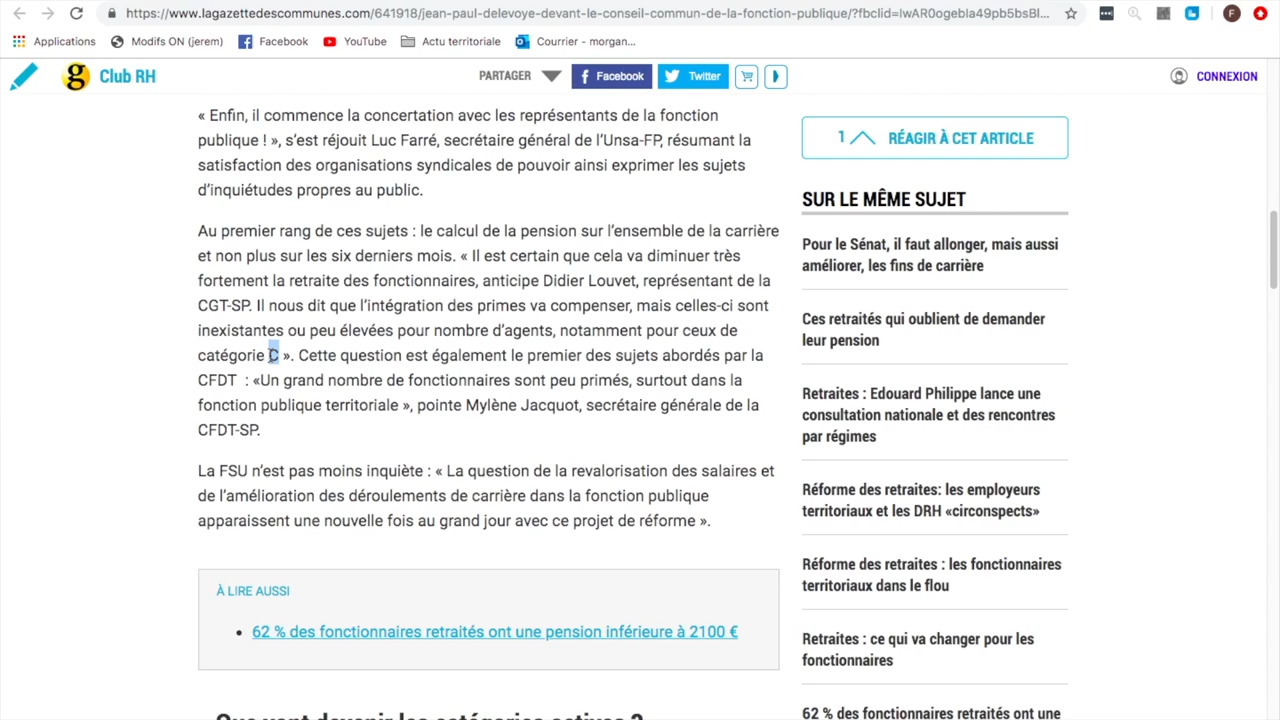 https://www.lagazettedescommunes.com/641918/jean-paul-delevoye-devant-le-conseil-commun-de-la-fonction-publique/?fbclid=IwAR0ogebla49pb5bsBl...
F
Applications
Modifs ON (jerem)
Facebook
YouTube
Actu territoriale
Courrier - morgan...
g Club RH
PARTAGER
Facebook
Twitter
CONNEXION
« Enfin, il commence la concertation avec les représentants de la fonction
publique ! », s'est réjouit Luc Farré, secrétaire général de l'Unsa-FP, résumant la
satisfaction des organisations syndicales de pouvoir ainsi exprimer les sujets
d'inquiétudes propres au public.
Au premier rang de ces sujets : le calcul de la pension sur l'ensemble de la carrière
et non plus sur les six derniers mois. « Il est certain que cela va diminuer très
fortement la retraite des fonctionnaires, anticipe Didier Louvet, représentant de la
CGT-SP. Il nous dit que l'intégration des primes va compenser, mais celles-ci sont
inexistantes ou peu élevées pour nombre d'agents, notamment pour ceux de
catégorie C ». Cette question est également le premier des sujets abordés par la
CFDT : «Un grand nombre de fonctionnaires sont peu primés, surtout dans la
fonction publique territoriale », pointe Mylène Jacquot, secrétaire générale de la
CFDT-SP.
La FSU n'est pas moins inquiète : « La question de la revalorisation des salaires et
de l'amélioration des déroulements de carrière dans la fonction publique
apparaissent une nouvelle fois au grand jour avec ce projet de réforme ».
À LIRE AUSSI
• 62 % des fonctionnaires retraités ont une pension inférieure à 2100 €
Que vont devenir les catégories actives ?
1 RÉAGIR À CET ARTICLE
SUR LE MÊME SUJET
Pour le Sénat, il faut allonger, mais aussi
améliorer, les fins de carrière
Ces retraités qui oublient de demander
leur pension
Retraites : Edouard Philippe lance une
consultation nationale et des rencontres
par régimes
Réforme des retraites: les employeurs
territoriaux et les DRH «circonspects»
Réforme des retraites : les fonctionnaires
territoriaux dans le flou
Retraites : ce qui va changer pour les
fonctionnaires
62 % des fonctionnaires retraités ont une